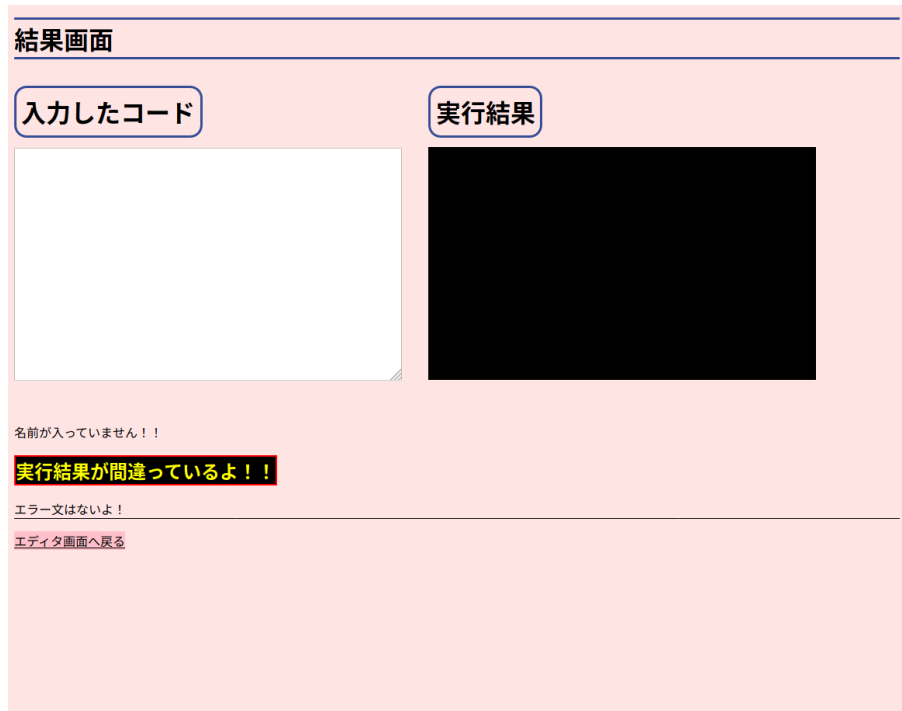 結果画面
入力したコード
実行結果
名前が入っていません！！
実行結果が間違っているよ！！
エラー文はないよ！
エディタ画面へ戻る